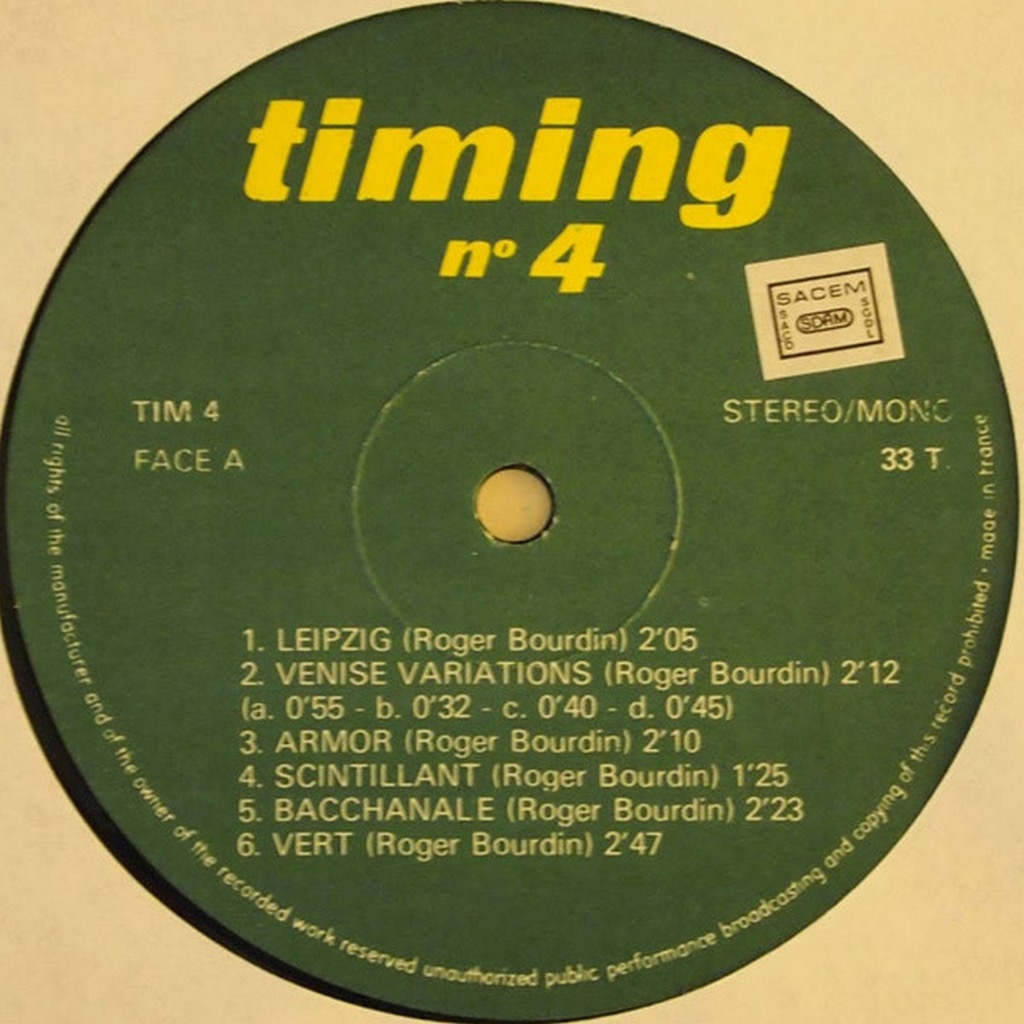 timing
nº 4
SACEM
SACD
SDRM
SGDL
TIM 4
STEREO/MONO
FACE A
33 T.
1. LEIPZIG (Roger Bourdin) 2'05
2. VENISE VARIATIONS (Roger Bourdin) 2'12
(a. 0'55 - b. 0'32 - c. 0'40 - d. 0'45)
3. ARMOR (Roger Bourdin) 2'10
4. SCINTILLANT (Roger Bourdin) 1'25
5. BACCHANALE (Roger Bourdin) 2'23
6. VERT (Roger Bourdin) 2'47
all rights of the manufacturer and of the owner of the recorded work reserved unauthorized public performance broadcasting and copying of this record prohibited · made in france